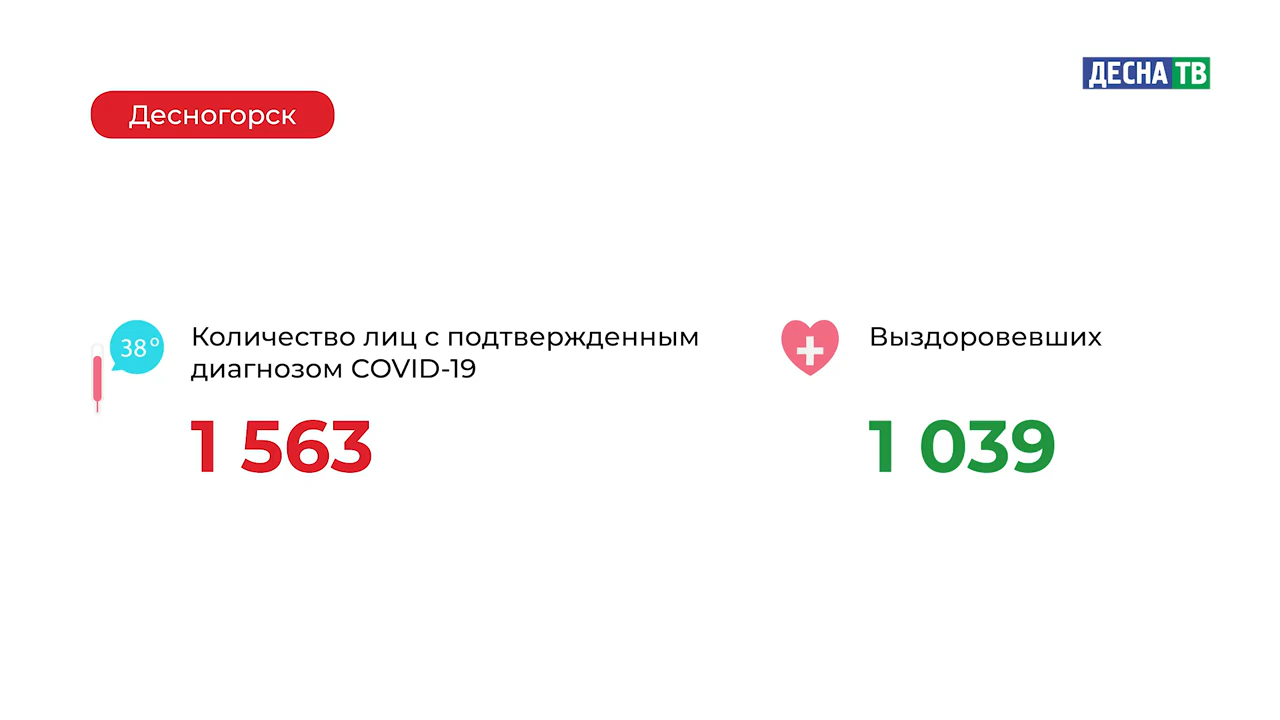 ДЕСНА ТВ
Десногорск
38°
Количество лиц с подтвержденным
диагнозом COVID-19
1 563
Выздоровевших
1 039